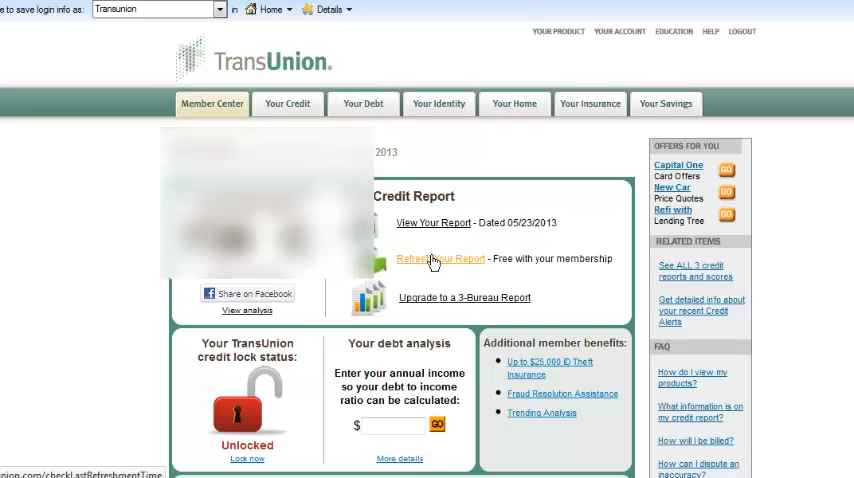 e to save login info as: Transunion in Home Details
YOUR PRODUCT YOUR ACCOUNT EDUCATION HELP LOGOUT
TransUnion.
Member Center Your Credit Your Debt Your Identity Your Home Your Insurance Your Savings
2013
Credit Report
View Your Report - Dated 05/23/2013
Refresh Your Report - Free with your membership
Upgrade to a 3-Bureau Report
Share on Facebook
View analysis
Your TransUnion
credit lock status:
Unlocked
Lock now
Your debt analysis
Enter your annual income
so your debt to income
ratio can be calculated:
$ GO
More details
Additional member benefits:
• Up to $25,000 ID Theft
Insurance
• Fraud Resolution Assistance
• Trending Analysis
OFFERS FOR YOU
Capital One
Card Offers GO
New Car
Price Quotes GO
Refi with
Lending Tree GO
RELATED ITEMS
See ALL 3 credit
reports and scores
Get detailed info about
your recent Credit
Alerts
FAQ
How do I view my
products?
What information is on
my credit report?
How will I be billed?
How can I dispute an
inaccuracy?
union.com/checkLastRefreshmentTime